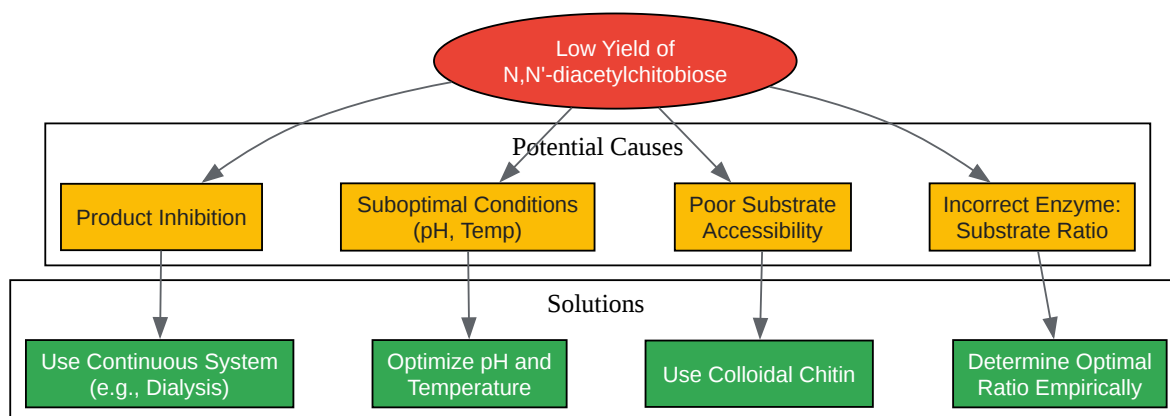 Low Yield of
N,N'-diacetylchitobiose
Potential Causes
Product Inhibition
Suboptimal Conditions
(pH, Temp)
Poor Substrate
Accessibility
Incorrect Enzyme:
Substrate Ratio
Solutions
Use Continuous System
(e.g., Dialysis)
Optimize pH and
Temperature
Use Colloidal Chitin
Determine Optimal
Ratio Empirically